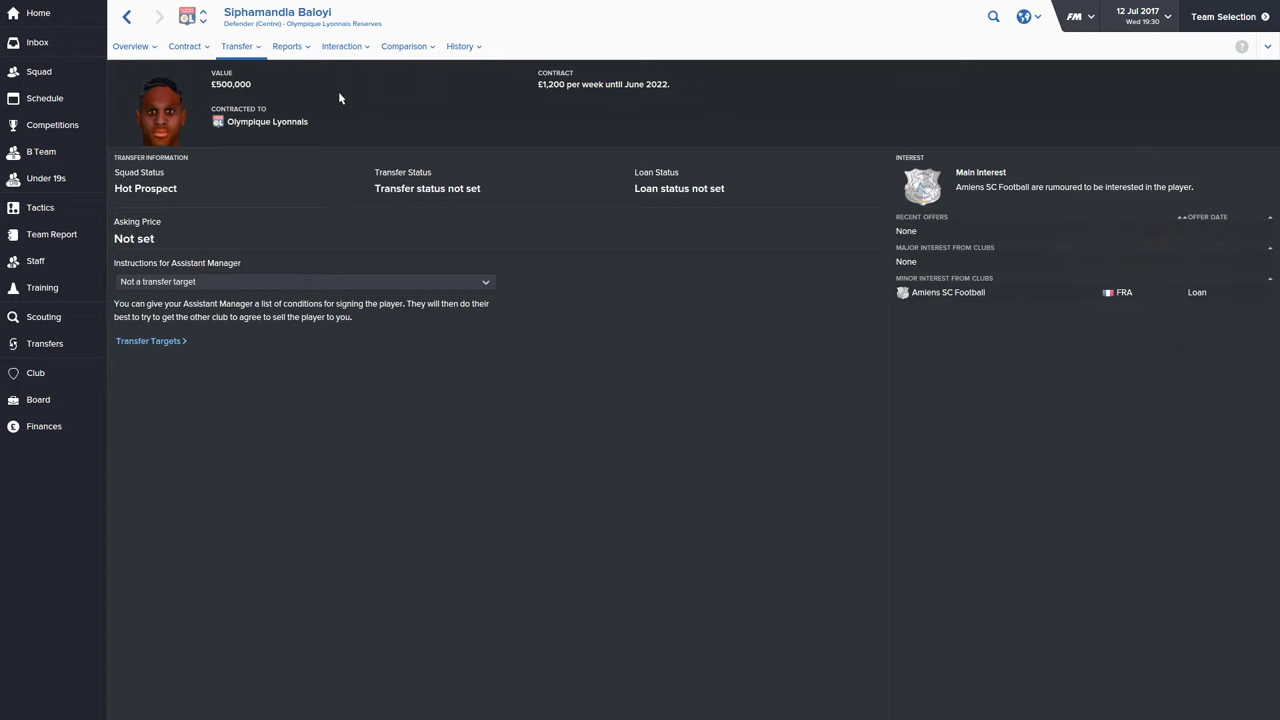 Home
Inbox
Squad
Schedule
Competitions
B Team
Under 19s
Tactics
Team Report
Staff
Training
Scouting
Transfers
Club
Board
Finances
Siphamandla Baloyi
Defender (Centre) - Olympique Lyonnais Reserves
FM
12 Jul 2017
Wed 19:30
Team Selection
Overview
Contract
Transfer
Reports
Interaction
Comparison
History
?
VALUE
£500,000
CONTRACTED TO
Olympique Lyonnais
CONTRACT
£1,200 per week until June 2022.
TRANSFER INFORMATION
Squad Status
Hot Prospect
Transfer Status
Transfer status not set
Loan Status
Loan status not set
Asking Price
Not set
Instructions for Assistant Manager
Not a transfer target
You can give your Assistant Manager a list of conditions for signing the player. They will then do their
best to try to get the other club to agree to sell the player to you.
Transfer Targets >
INTEREST
Main Interest
Amiens SC Football are rumoured to be interested in the player.
RECENT OFFERS
OFFER DATE
None
MAJOR INTEREST FROM CLUBS
None
MINOR INTEREST FROM CLUBS
Amiens SC Football FRA Loan